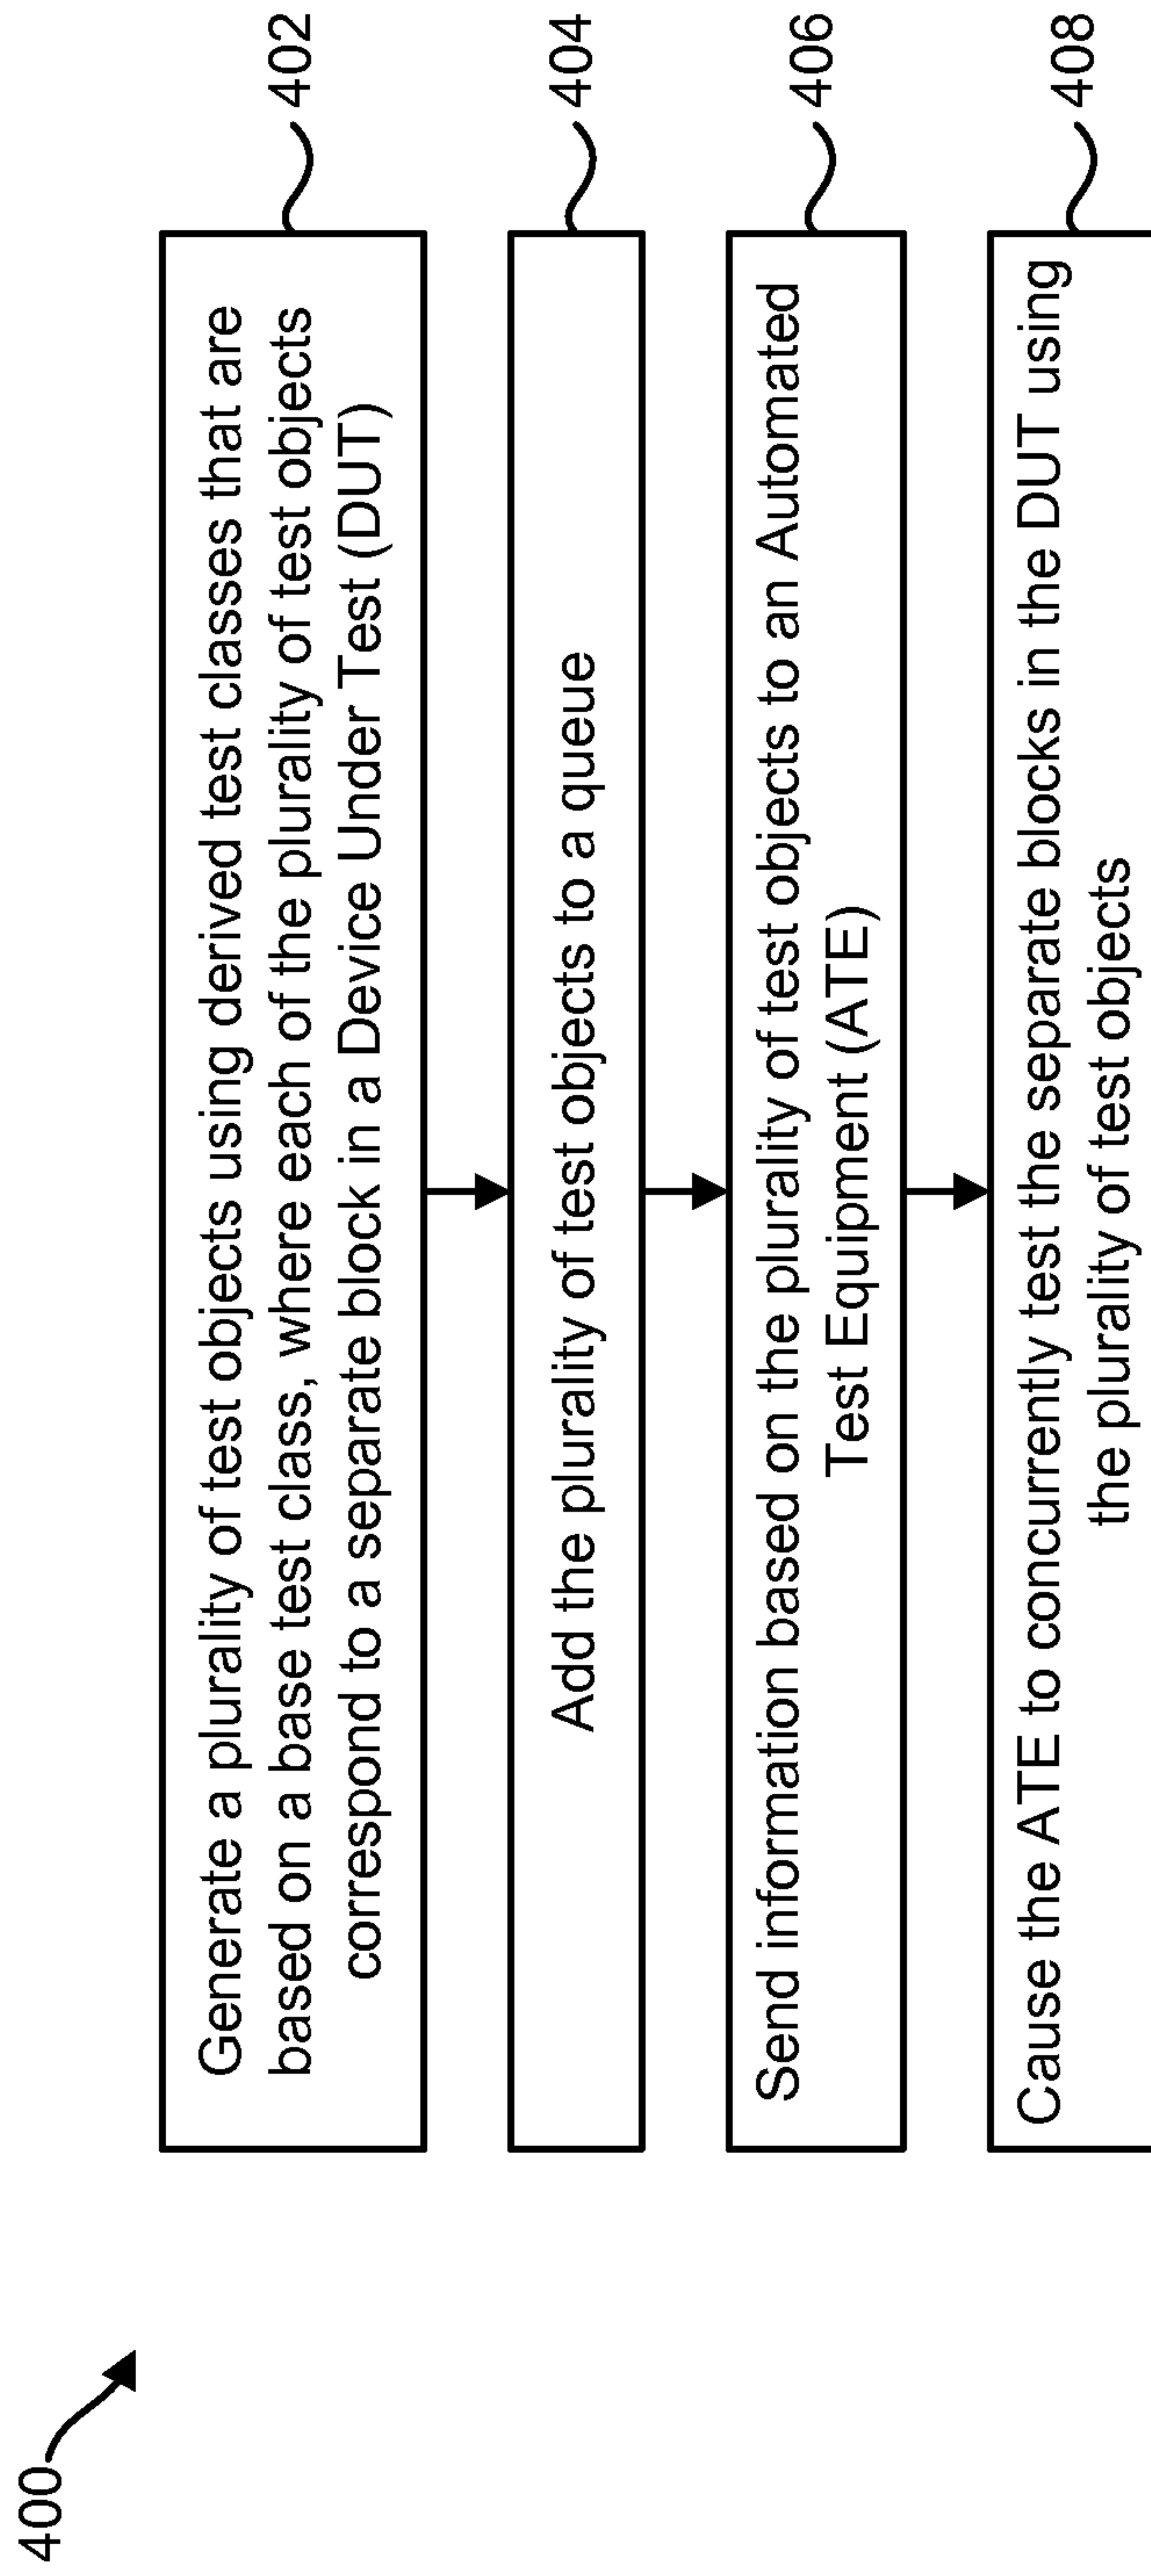 400
Generate a plurality of test objects using derived test classes that are
based on a base test class, where each of the plurality of test objects
correspond to a separate block in a Device Under Test (DUT)
402
Add the plurality of test objects to a queue
404
Send information based on the plurality of test objects to an Automated
Test Equipment (ATE)
406
Cause the ATE to concurrently test the separate blocks in the DUT using
the plurality of test objects
408